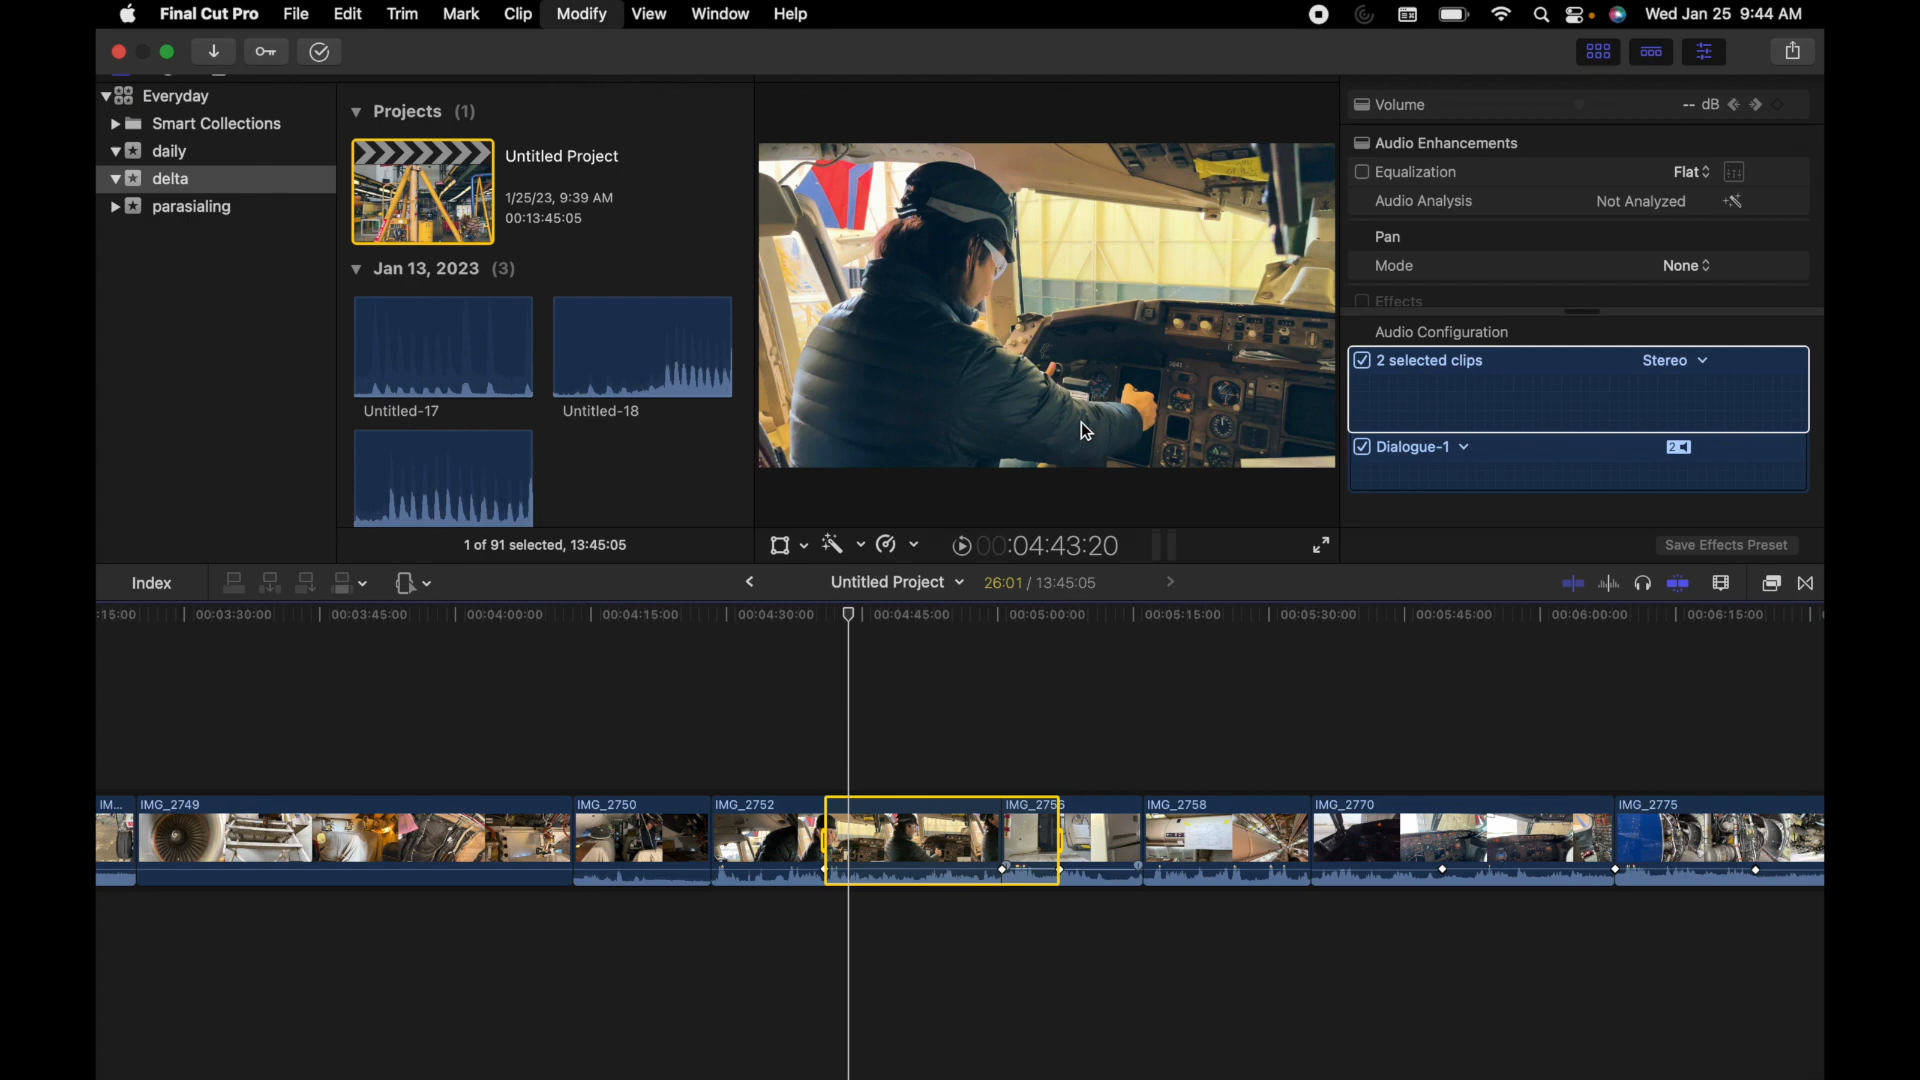 Final Cut Pro File Edit Trim Mark Clip Modify View Window Help Wed Jan 25 9:44 AM
Everyday
Smart Collections
daily
delta
parasialing
Projects (1)
Untitled Project
1/25/23, 9:39 AM
00:13:45:05
Jan 13, 2023 (3)
Untitled-17
Untitled-18
1 of 91 selected, 13:45:05
00:04:43:20
Volume -- dB
Audio Enhancements
Equalization Flat
Audio Analysis Not Analyzed
Pan
Mode None
Effects
Audio Configuration
2 selected clips Stereo
Dialogue-1 2
Save Effects Preset
Index Untitled Project 26:01 / 13:45:05
:15:00 00:03:30:00 00:03:45:00 00:04:00:00 00:04:15:00 00:04:30:00 00:04:45:00 00:05:00:00 00:05:15:00 00:05:30:00 00:05:45:00 00:06:00:00 00:06:15:00
IM... IMG_2749 IMG_2750 IMG_2752 IMG_2756 IMG_2758 IMG_2770 IMG_2775